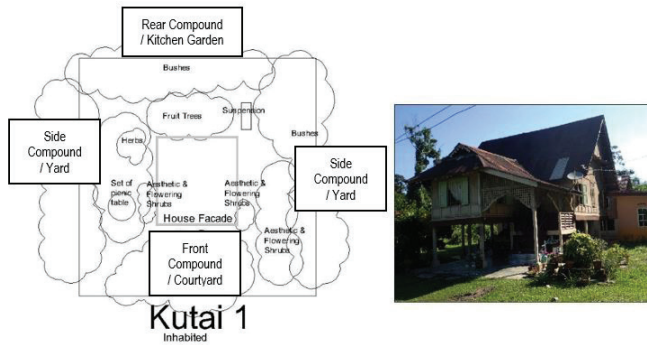 Rear Compound
/ Kitchen Garden
Bushes
Fruit Trees
Suspension
Bushes
Side
Compound
/ Yard
Herbs
Side
Compound
/ Yard
Set of
picnic
table
Aesthetic &
Flowering
Shrubs
Aesthetic &
Flowering
Shrubs
House Facade
Aesthetic &
Flowering
Shrubs
Front
Compound
/ Courtyard
Kutai 1
Inhabited